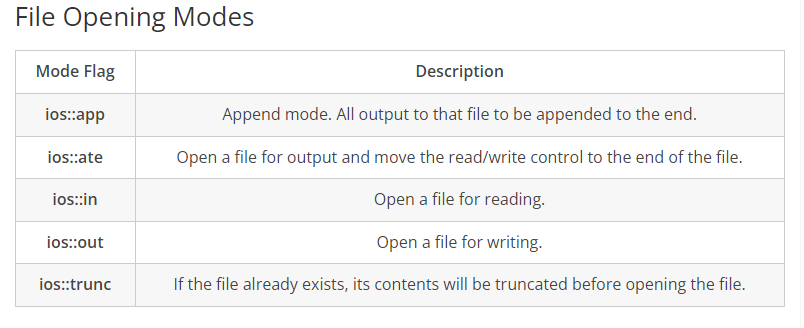 File Opening Modes
Mode Flag Description
ios::app Append mode. All output to that file to be appended to the end.
ios::ate Open a file for output and move the read/write control to the end of the file.
ios::in Open a file for reading.
ios::out Open a file for writing.
ios::trunc If the file already exists, its contents will be truncated before opening the file.